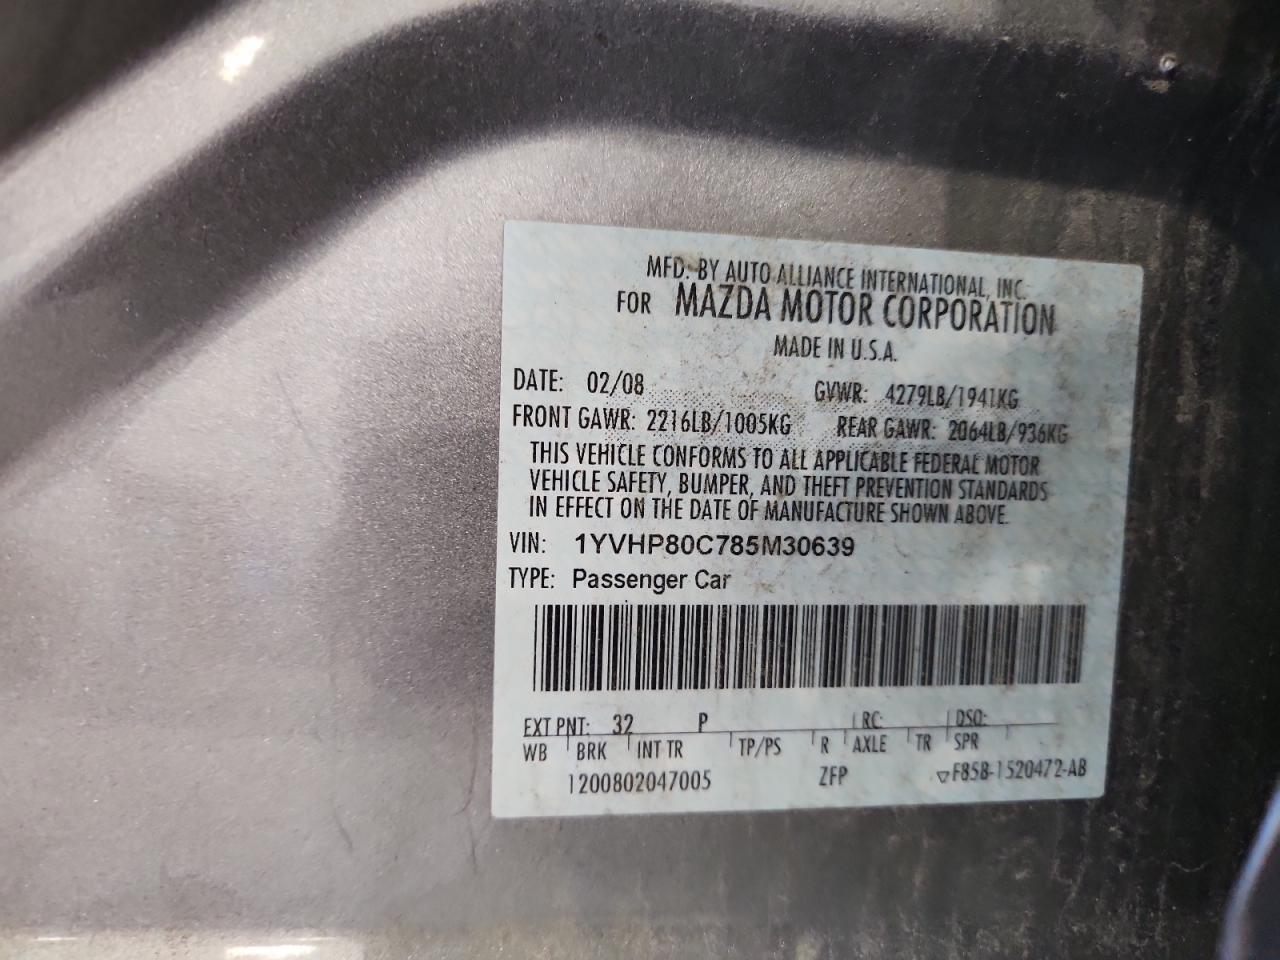 MFD. BY AUTO ALLIANCE INTERNATIONAL, INC.
FOR MAZDA MOTOR CORPORATION
MADE IN U.S.A.
DATE: 02/08 GVWR: 4279LB/1941KG
FRONT GAWR: 2216LB/1005KG REAR GAWR: 2064LB/936KG
THIS VEHICLE CONFORMS TO ALL APPLICABLE FEDERAL MOTOR
VEHICLE SAFETY, BUMPER, AND THEFT PREVENTION STANDARDS
IN EFFECT ON THE DATE OF MANUFACTURE SHOWN ABOVE.
VIN: 1YVHP80C785M30639
TYPE: Passenger Car
EXT PNT: 32 P RC: DSO:
WB BRK INT TR TP/PS R AXLE TR SPR
1200802047005 ZFP ▽F85B-1520472-AB